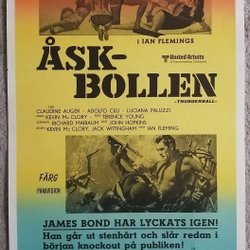 I IAN FLEMINGS
ÅSK-
United Artists
BOLLEN
-THUNDERBALL-
CLAUDINE AUGER · ADOLFO CELI · LUCIANA PALUZZI
KEVIN McCLORY · TERENCE YOUNG
RICHARD MAIBAUM JOHN HOPKINS
KEVIN McCLORY, JACK WITTINGHAM IAN FLEMING
FÄRG
PANAVISION
JAMES BOND HAR LYCKATS IGEN!
Han går ut stenhårt och slår redan i
början knockout på publiken!